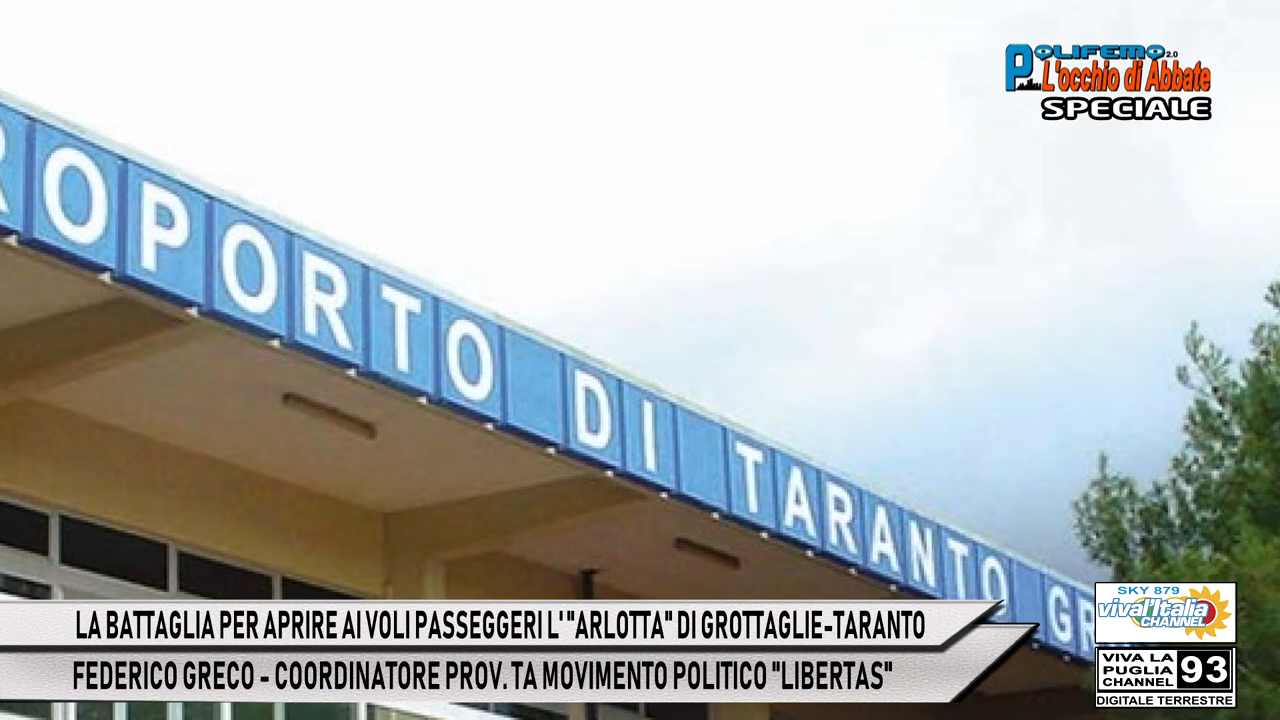 POLIFEMO 2.0
L'occhio di Abbate
SPECIALE
ROPORTO DI TARANTO GR
LA BATTAGLIA PER APRIRE AI VOLI PASSEGGERI L' "ARLOTTA" DI GROTTAGLIE-TARANTO
FEDERICO GRECO - COORDINATORE PROV. TA MOVIMENTO POLITICO "LIBERTAS"
SKY 879
viva l'Italia
CHANNEL
VIVA LA
PUGLIA
CHANNEL
93
DIGITALE TERRESTRE